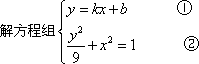 解方程组
y = kx + b ①
y²/9 + x² = 1 ②